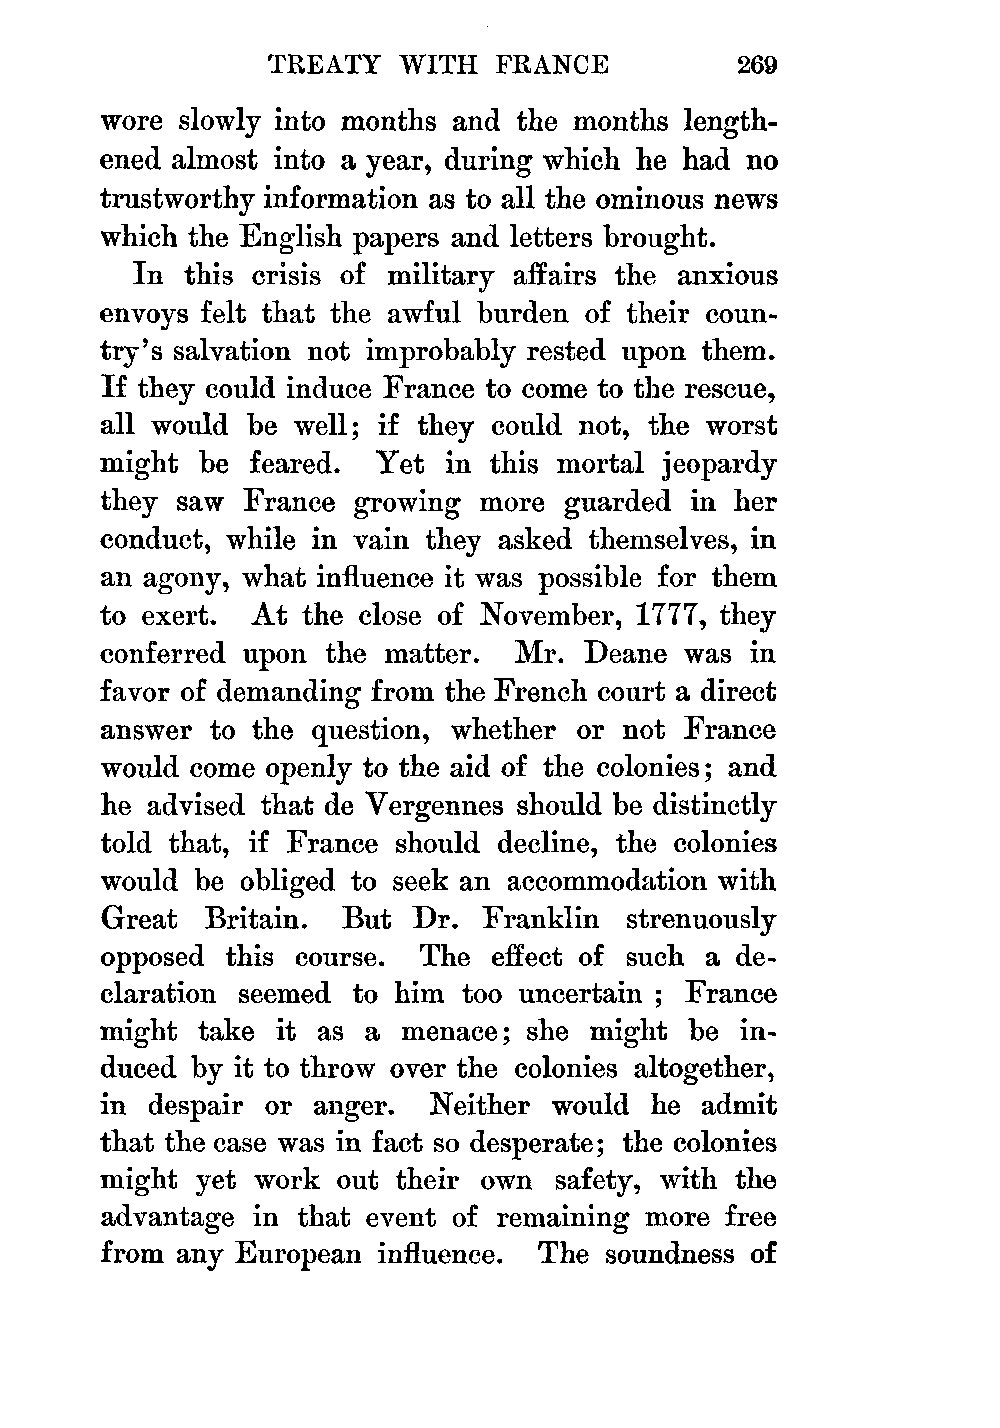 TREATY WITH FRANCE 269
wore slowly into months and the months length-
ened almost into a year, during which he had no
trustworthy information as to all the ominous news
which the English papers and letters brought.
In this crisis of military affairs the anxious
envoys felt that the awful burden of their coun-
try's salvation not improbably rested upon them.
If they could induce France to come to the rescue,
all would be well; if they could not, the worst
might be feared. Yet in this mortal jeopardy
they saw France growing more guarded in her
conduct, while in vain they asked themselves, in
an agony, what influence it was possible for them
to exert. At the close of November, 1777, they
conferred upon the matter. Mr. Deane was in
favor of demanding from the French court a direct
answer to the question, whether or not France
would come openly to the aid of the colonies; and
he advised that de Vergennes should be distinctly
told that, if France should decline, the colonies
would be obliged to seek an accommodation with
Great Britain. But Dr. Franklin strenuously
opposed this course. The effect of such a de-
claration seemed to him too uncertain ; France
might take it as a menace; she might be in-
duced by it to throw over the colonies altogether,
in despair or anger. Neither would he admit
that the case was in fact so desperate; the colonies
might yet work out their own safety, with the
advantage in that event of remaining more free
from any European influence. The soundness of